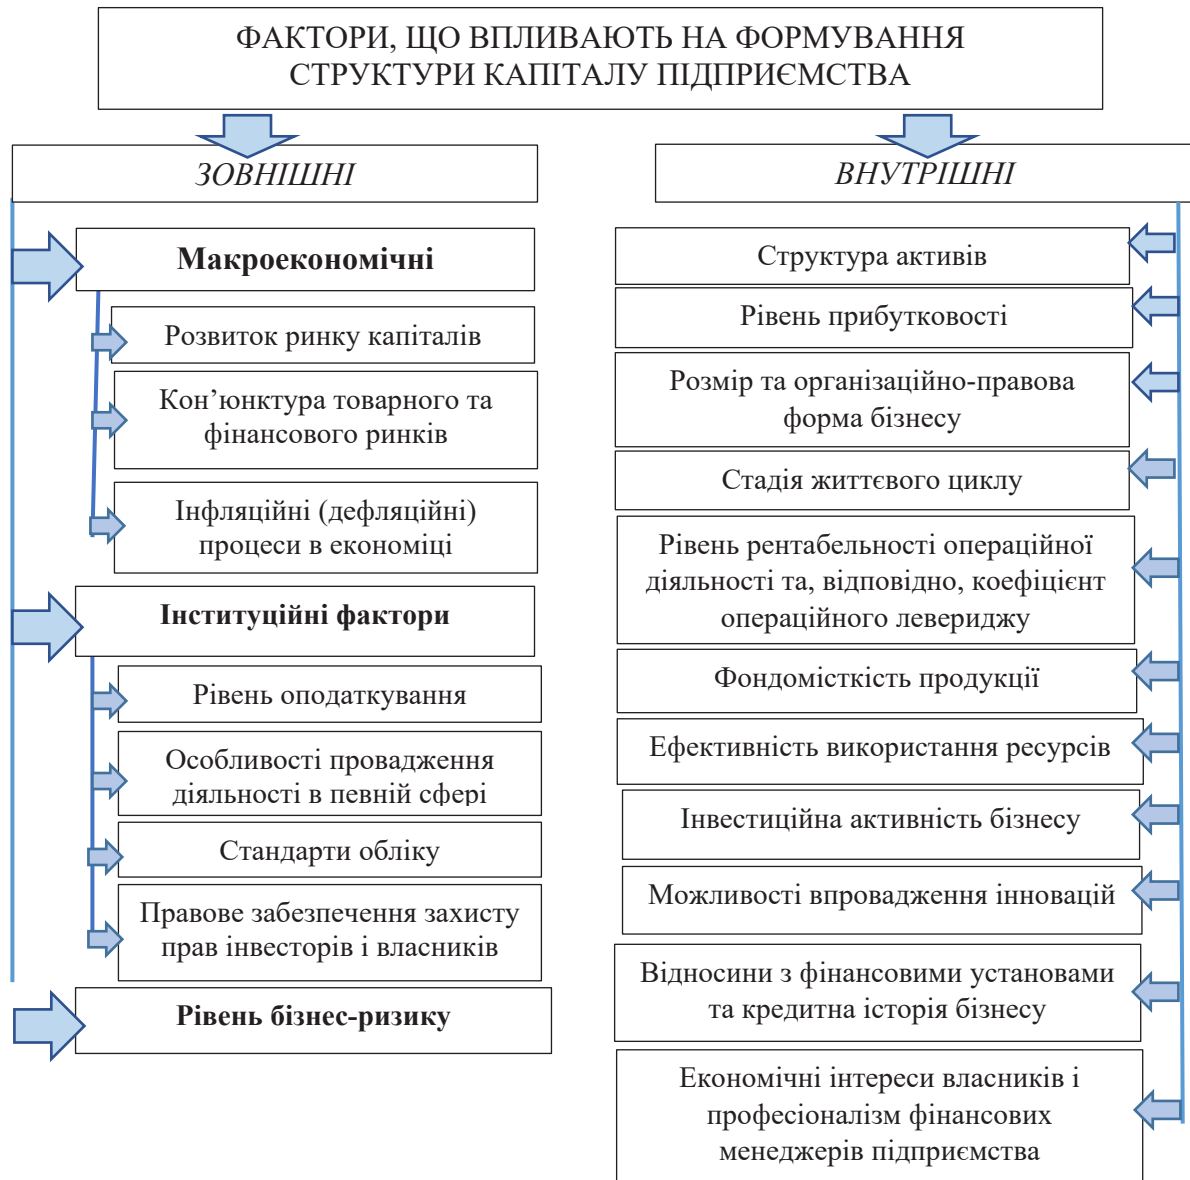 ФАКТОРИ, ЩО ВПЛИВАЮТЬ НА ФОРМУВАННЯ
СТРУКТУРИ КАПІТАЛУ ПІДПРИЄМСТВА
ЗОВНІШНІ
Макроекономічні
Розвиток ринку капіталів
Кон’юнктура товарного та
фінансового ринків
Інфляційні (дефляційні)
процеси в економіці
Інституційні фактори
Рівень оподаткування
Особливості провадження
діяльності в певній сфері
Стандарти обліку
Правове забезпечення захисту
прав інвесторів і власників
Рівень бізнес-ризику
ВНУТРІШНІ
Структура активів
Рівень прибутковості
Розмір та організаційно-правова
форма бізнесу
Стадія життєвого циклу
Рівень рентабельності операційної
діяльності та, відповідно, коефіцієнт
операційного левериджу
Фондомісткість продукції
Ефективність використання ресурсів
Інвестиційна активність бізнесу
Можливості впровадження інновацій
Відносини з фінансовими установами
та кредитна історія бізнесу
Економічні інтереси власників і
професіоналізм фінансових
менеджерів підприємства